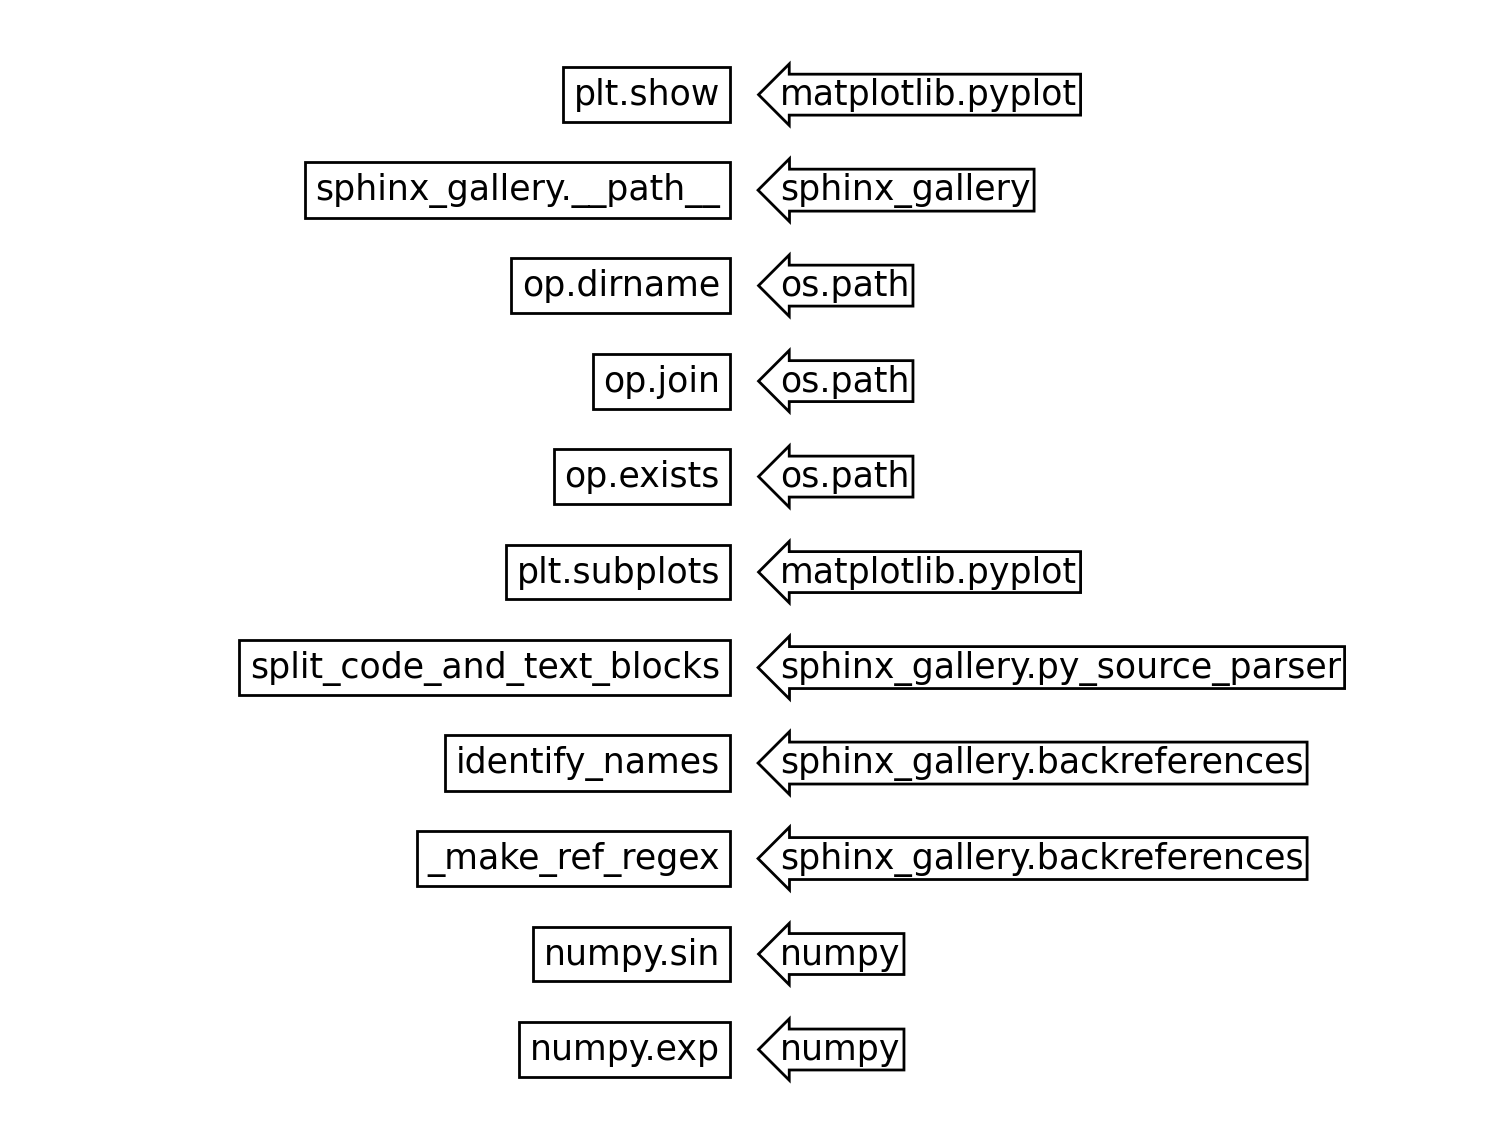 plt.show matplotlib.pyplot
sphinx_gallery.__path__ sphinx_gallery
op.dirname os.path
op.join os.path
op.exists os.path
plt.subplots matplotlib.pyplot
split_code_and_text_blocks sphinx_gallery.py_source_parser
identify_names sphinx_gallery.backreferences
_make_ref_regex sphinx_gallery.backreferences
numpy.sin numpy
numpy.exp numpy